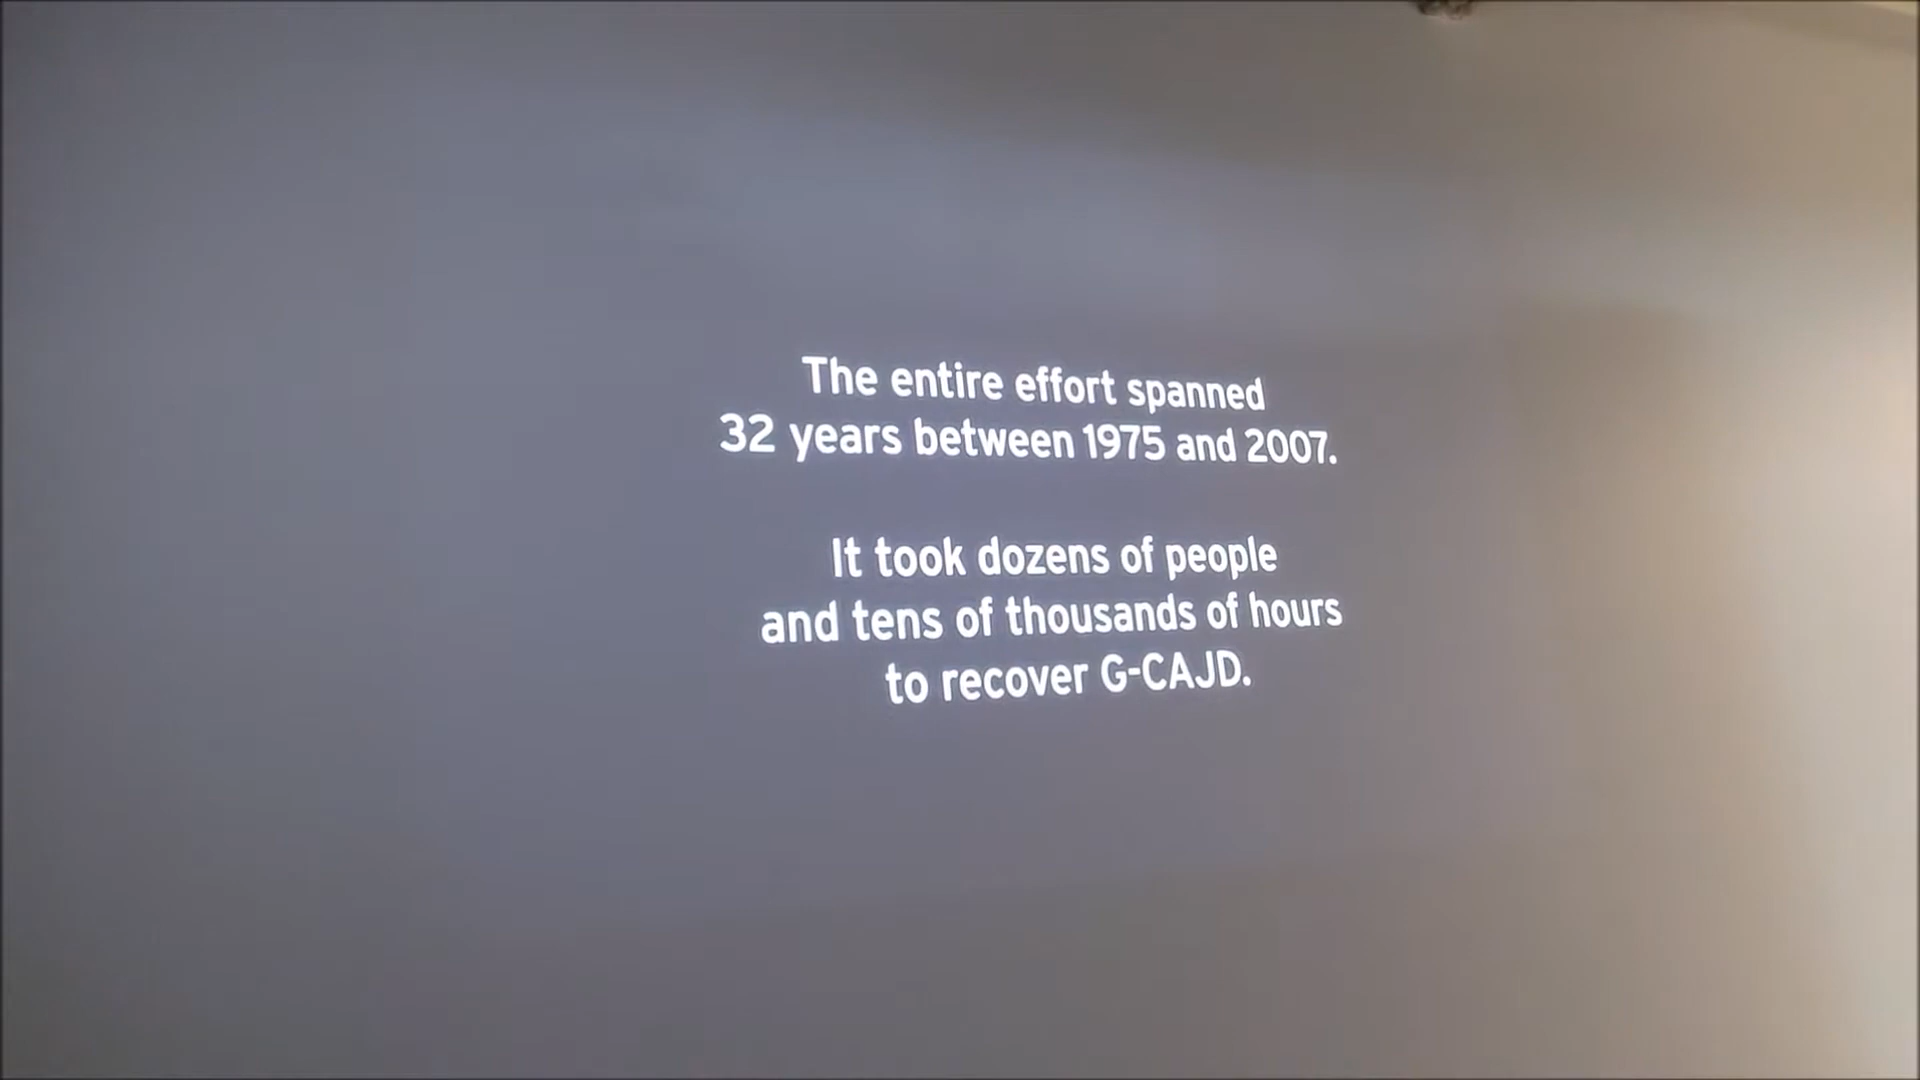 The entire effort spanned
32 years between 1975 and 2007.
It took dozens of people
and tens of thousands of hours
to recover G-CAJD.